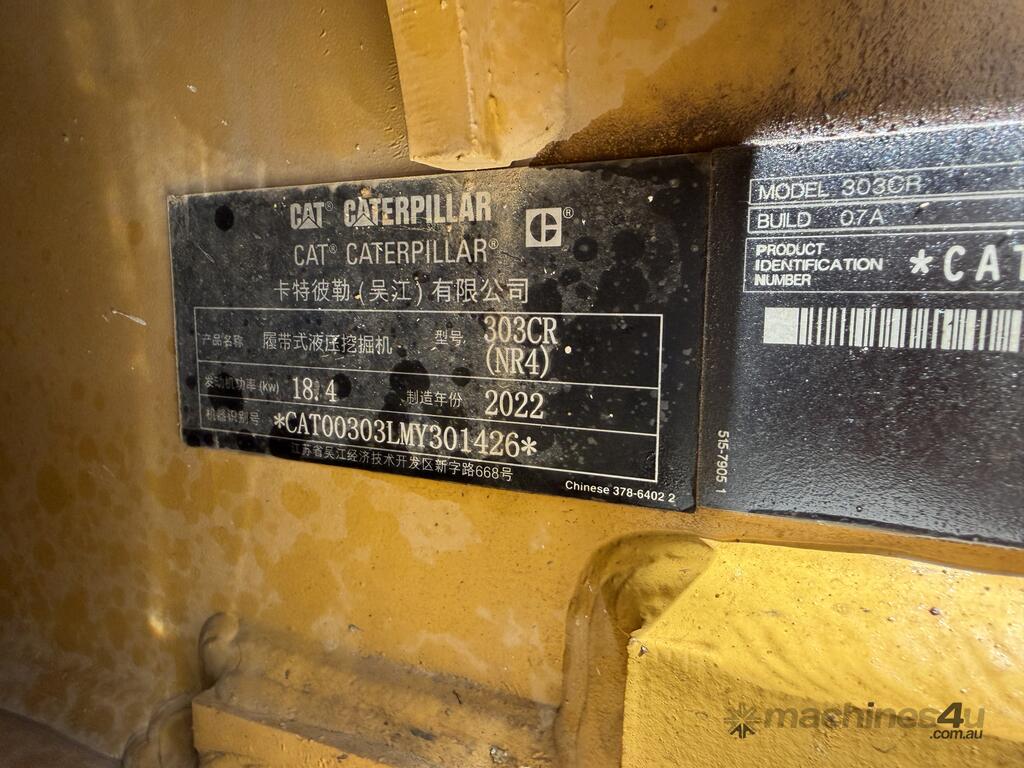 CAT® CATERPILLAR ®
CAT® CATERPILLAR®
卡特彼勒(吴江)有限公司
产品名称 履带式液压挖掘机 型号 303CR (NR4)
发动机功率(kw) 18.4 制造年份 2022
机器识别号 *CAT00303LMY301426*
江苏省吴江经济技术开发区新字路668号
Chinese 378-6402 2
MODEL 303CR
BUILD 07A
PRODUCT IDENTIFICATION NUMBER *CAT
515-7905 1
machines4u
.com.au